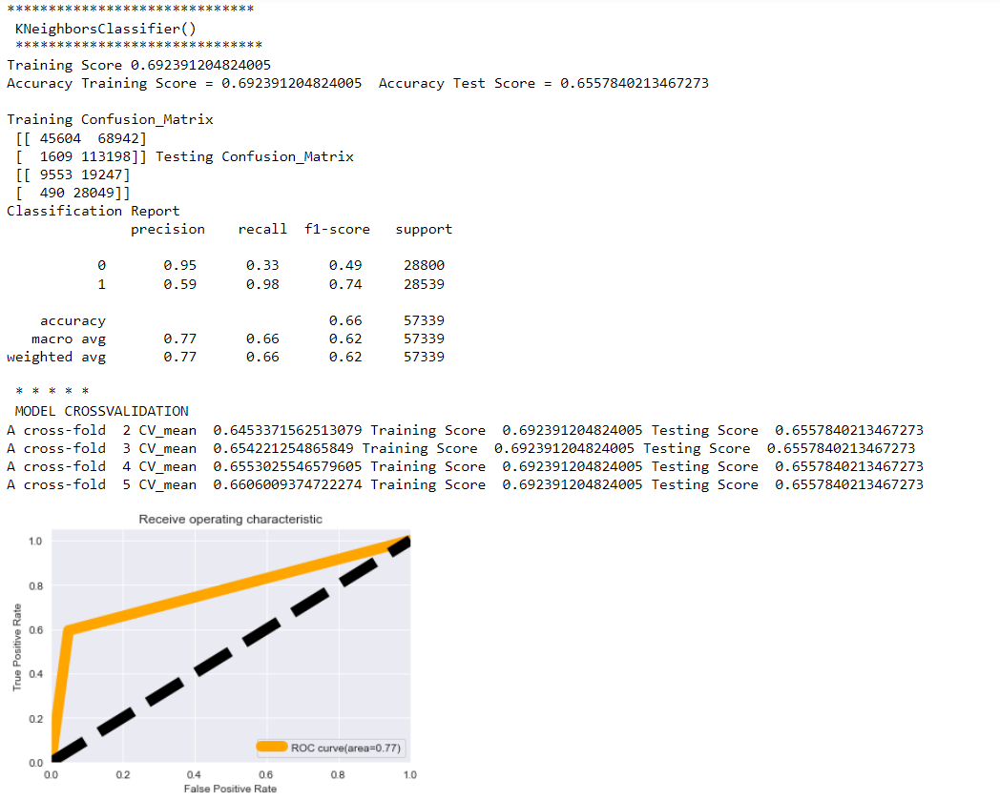 ******************************
KNeighborsClassifier()
******************************
Training Score 0.692391204824005
Accuracy Training Score = 0.692391204824005  Accuracy Test Score = 0.6557840213467273
Training Confusion_Matrix
[[ 45604  68942]
[  1609 113198]] Testing Confusion_Matrix
[[ 9553 19247]
[  490 28049]]
Classification Report
precision    recall  f1-score   support
0       0.95      0.33      0.49     28800
1       0.59      0.98      0.74     28539
accuracy                           0.66     57339
macro avg       0.77      0.66      0.62     57339
weighted avg       0.77      0.66      0.62     57339
* * * * *
MODEL CROSSVALIDATION
A cross-fold  2 CV_mean  0.6453371562513079 Training Score  0.692391204824005 Testing Score  0.6557840213467273
A cross-fold  3 CV_mean  0.654221254865849 Training Score  0.692391204824005 Testing Score  0.6557840213467273
A cross-fold  4 CV_mean  0.6553025546579605 Training Score  0.692391204824005 Testing Score  0.6557840213467273
A cross-fold  5 CV_mean  0.6606009374722274 Training Score  0.692391204824005 Testing Score  0.6557840213467273
Receive operating characteristic
1.0
0.8
0.6
0.4
0.2
0.0
True Positive Rate
ROC curve(area=0.77)
0.0 0.2 0.4 0.6 0.8 1.0
False Positive Rate